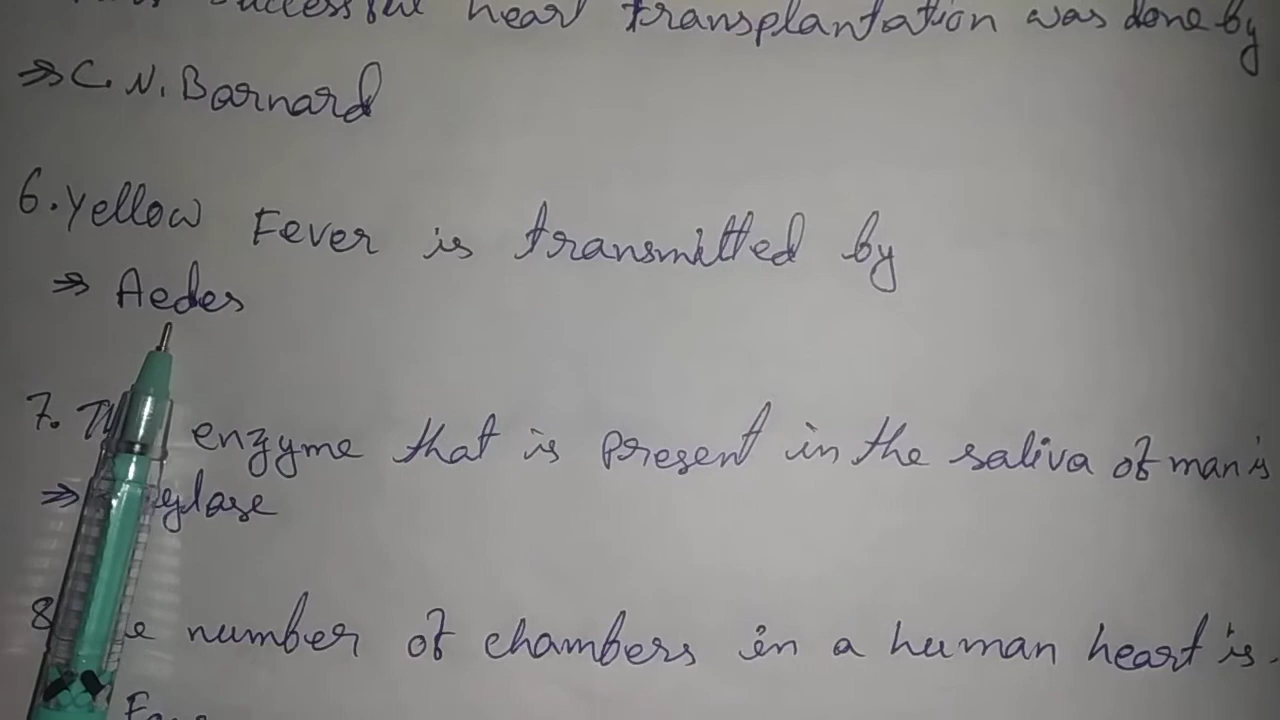 successful heart transplantation was done by
⇒ C. N. Barnard
6. Yellow Fever is transmitted by
⇒ Aedes
7. enzyme that is present in the saliva of man is
⇒
8. number of chambers in a human heart is.